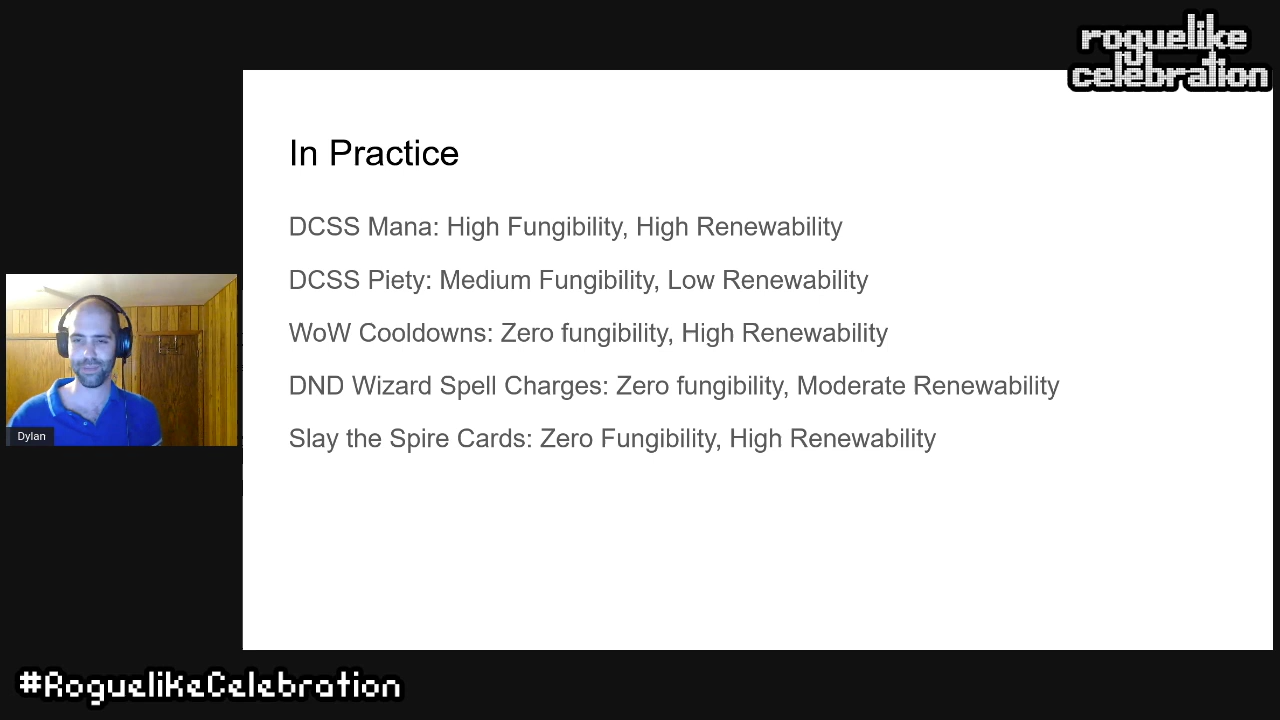 roguelike
celebration
In Practice
DCSS Mana: High Fungibility, High Renewability
DCSS Piety: Medium Fungibility, Low Renewability
WoW Cooldowns: Zero fungibility, High Renewability
DND Wizard Spell Charges: Zero fungibility, Moderate Renewability
Slay the Spire Cards: Zero Fungibility, High Renewability
Dylan
#RoguelikeCelebration